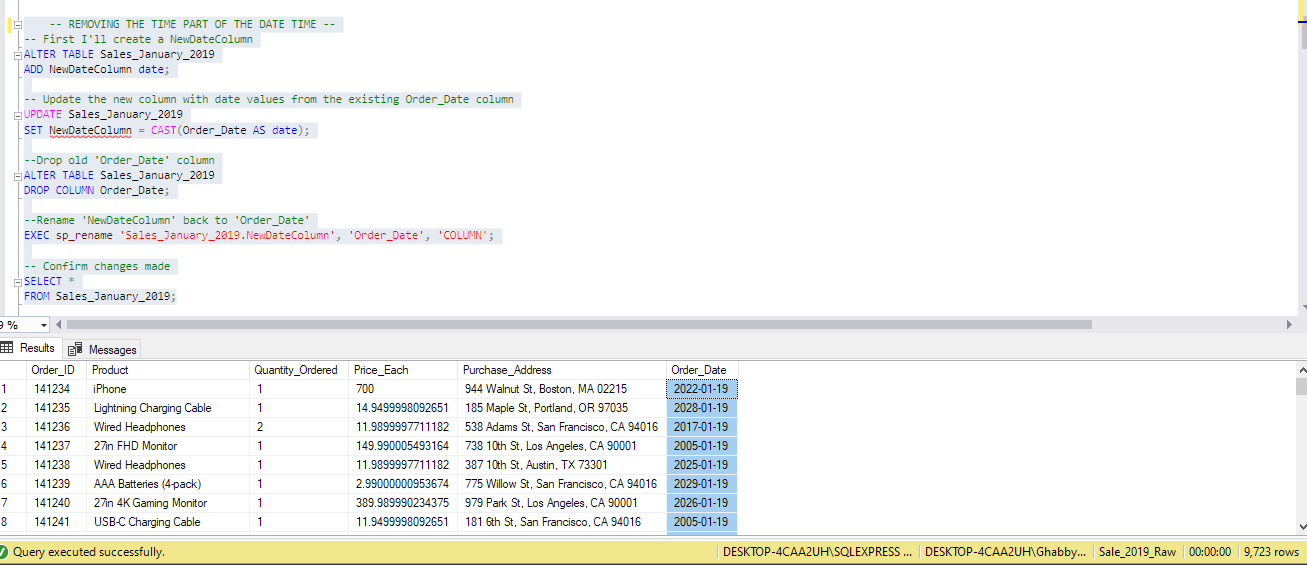 -- REMOVING THE TIME PART OF THE DATE TIME --
-- First I'll create a NewDateColumn
ALTER TABLE Sales_January_2019
ADD NewDateColumn date;
-- Update the new column with date values from the existing Order_Date column
UPDATE Sales_January_2019
SET NewDateColumn = CAST(Order_Date AS date);
--Drop old 'Order_Date' column
ALTER TABLE Sales_January_2019
DROP COLUMN Order_Date;
--Rename 'NewDateColumn' back to 'Order_Date'
EXEC sp_rename 'Sales_January_2019.NewDateColumn', 'Order_Date', 'COLUMN';
-- Confirm changes made
SELECT *
FROM Sales_January_2019;
9 %
Results Messages
Order_ID Product Quantity_Ordered Price_Each Purchase_Address Order_Date
1 141234 iPhone 1 700 944 Walnut St, Boston, MA 02215 2022-01-19
2 141235 Lightning Charging Cable 1 14.9499998092651 185 Maple St, Portland, OR 97035 2028-01-19
3 141236 Wired Headphones 2 11.9899997711182 538 Adams St, San Francisco, CA 94016 2017-01-19
4 141237 27in FHD Monitor 1 149.990005493164 738 10th St, Los Angeles, CA 90001 2005-01-19
5 141238 Wired Headphones 1 11.9899997711182 387 10th St, Austin, TX 73301 2025-01-19
6 141239 AAA Batteries (4-pack) 1 2.99000000953674 775 Willow St, San Francisco, CA 94016 2029-01-19
7 141240 27in 4K Gaming Monitor 1 389.989990234375 979 Park St, Los Angeles, CA 90001 2026-01-19
8 141241 USB-C Charging Cable 1 11.9499998092651 181 6th St, San Francisco, CA 94016 2005-01-19
Query executed successfully. DESKTOP-4CAA2UH\SQLEXPRESS ... DESKTOP-4CAA2UH\Ghabby... Sale_2019_Raw 00:00:00 9,723 rows